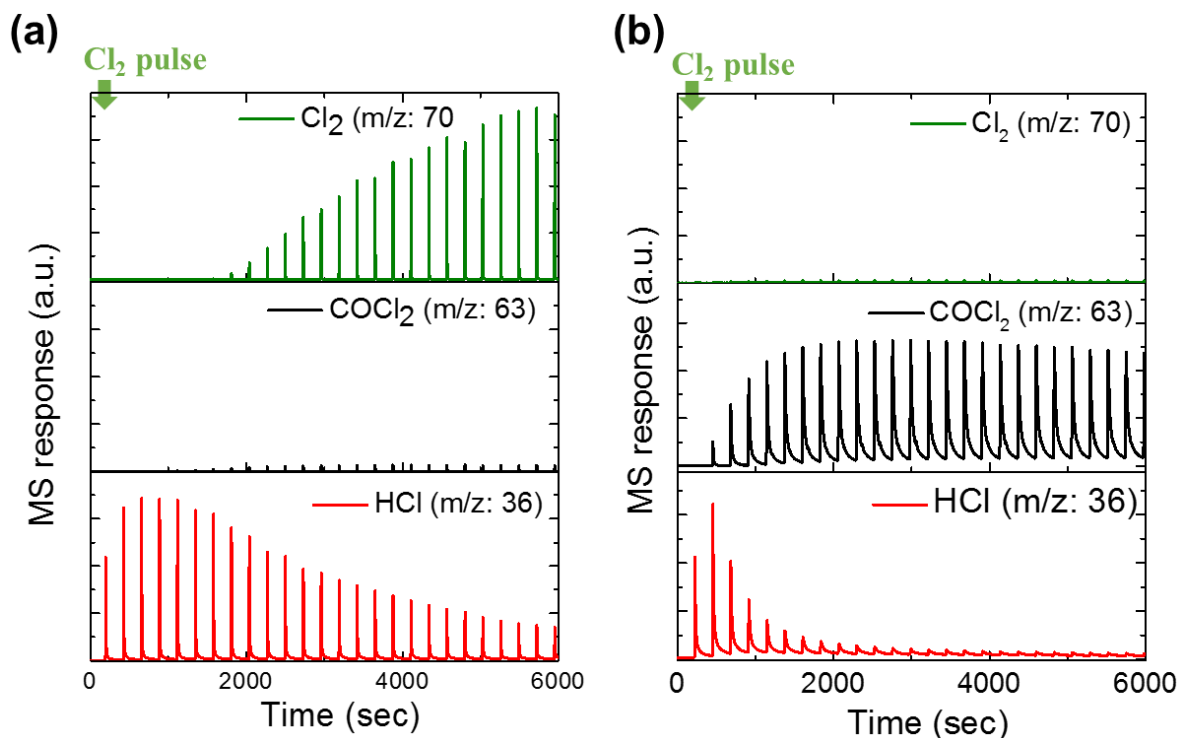 (a)
Cl₂ pulse
Cl₂ (m/z: 70
COCl₂ (m/z: 63)
HCl (m/z: 36)
MS response (a.u.)
0 2000 4000 6000
Time (sec)
(b)
Cl₂ pulse
Cl₂ (m/z: 70)
COCl₂ (m/z: 63)
HCl (m/z: 36)
MS response (a.u.)
0 2000 4000 6000
Time (sec)